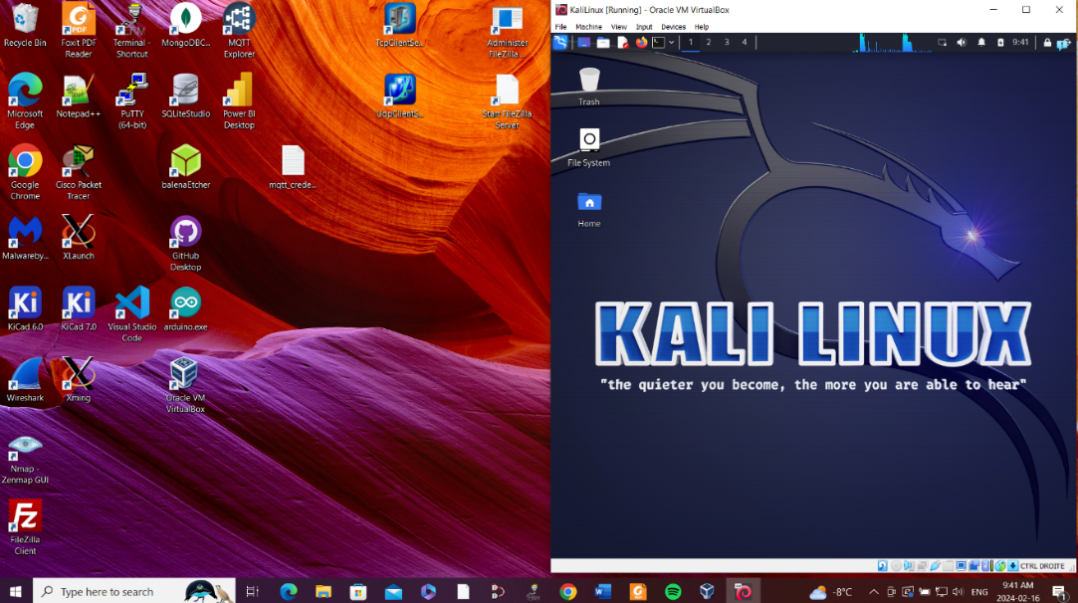 Recycle Bin
Foxit PDF
Reader
Terminal -
Shortcut
MongoDBC...
MQTT
Explorer
TcpClientSe...
Administer
FileZilla...
Microsoft
Edge
Notepad++
PuTTY
(64-bit)
SQLiteStudio
Power BI
Desktop
UdpClientS...
Start FileZilla
Server
Google
Chrome
Cisco Packet
Tracer
balenaEtcher
mqtt_crede...
Malwareby...
XLaunch
GitHub
Desktop
Ki
Ki
KiCad 6.0
KiCad 7.0
Visual Studio
Code
arduino.exe
Wireshark
Xming
Oracle VM
VirtualBox
Nmap -
Zenmap GUI
Fz
FileZilla
Client
KaliLinux [Running] - Oracle VM VirtualBox
File Machine View Input Devices Help
1 2 3 4
9:41
Trash
File System
Home
KALI LINUX
"the quieter you become, the more you are able to hear"
CTRL DROITE
Type here to search
-8°C
ENG
9:41 AM
2024-02-16
1